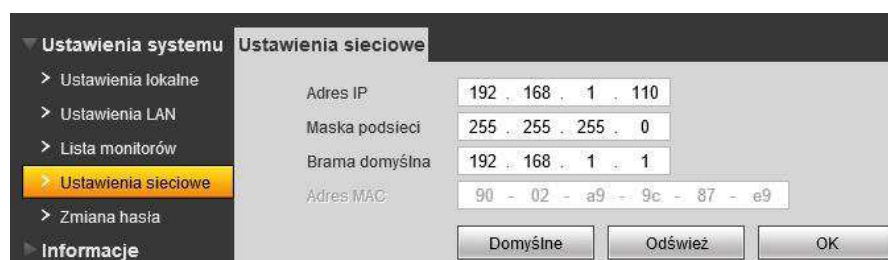 Ustawienia systemu
Ustawienia lokalne
Ustawienia LAN
Lista monitorów
Ustawienia sieciowe
Zmiana hasła
Informacje
Ustawienia sieciowe
Adres IP 192 . 168 . 1 . 110
Maska podsieci 255 . 255 . 255 . 0
Brama domyślna 192 . 168 . 1 . 1
Adres MAC 90 - 02 - a9 - 9c - 87 - e9
Domyślne Odśwież OK